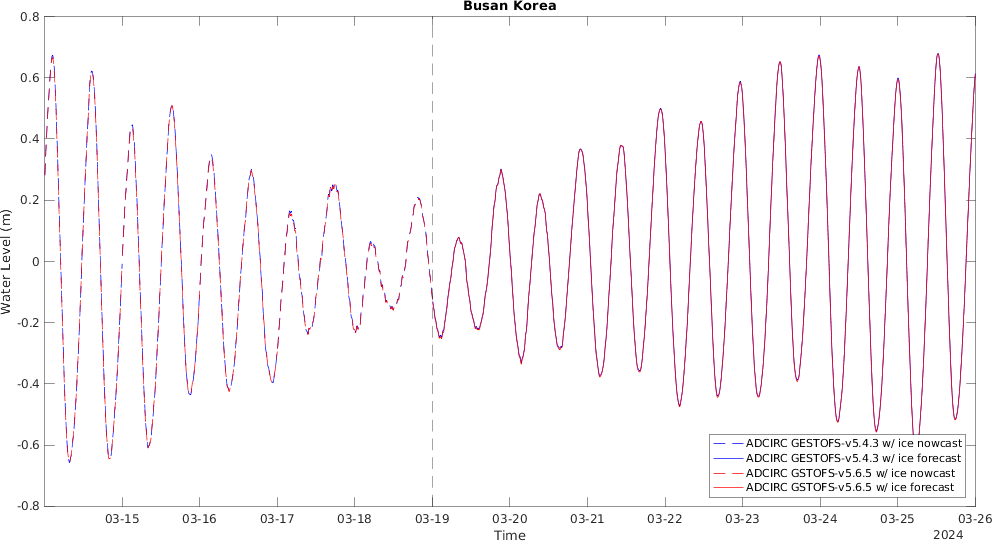 Busan Korea
0.8
0.6
0.4
0.2
0
-0.2
-0.4
-0.6
-0.8
Water Level (m)
ADCIRC GESTOFS-v5.4.3 w/ ice nowcast
ADCIRC GESTOFS-v5.4.3 w/ ice forecast
ADCIRC GSTOFS-v5.6.5 w/ ice nowcast
ADCIRC GSTOFS-v5.6.5 w/ ice forecast
03-15 03-16 03-17 03-18 03-19 03-20 03-21 03-22 03-23 03-24 03-25 03-26
Time
2024